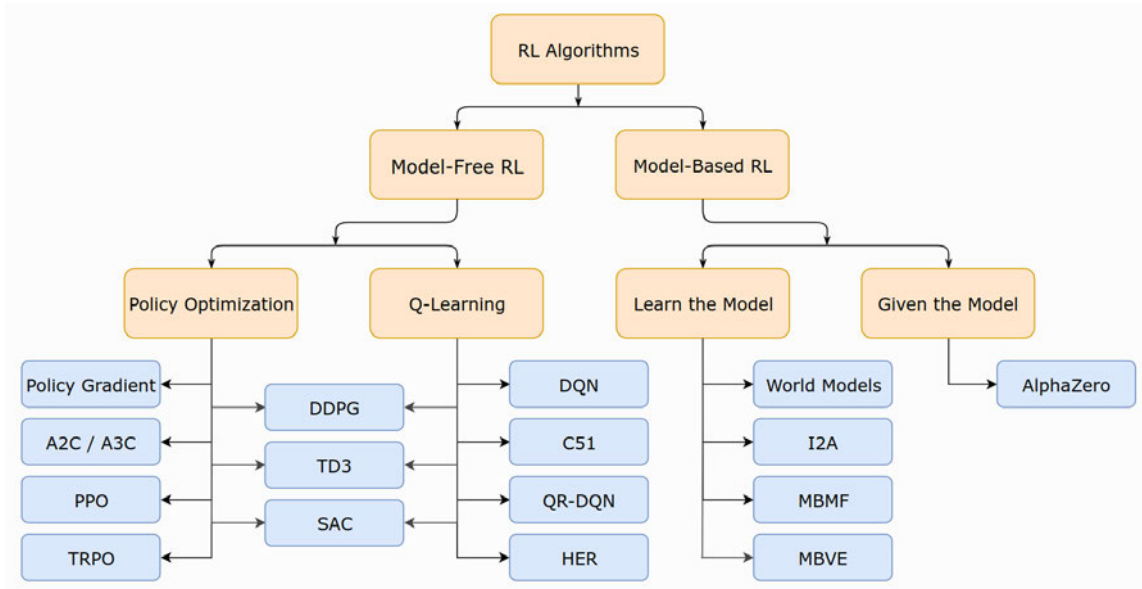 RL Algorithms
Model-Free RL
Model-Based RL
Policy Optimization
Q-Learning
Learn the Model
Given the Model
Policy Gradient
DDPG
DQN
World Models
AlphaZero
A2C / A3C
TD3
C51
I2A
PPO
SAC
QR-DQN
MBMF
TRPO
HER
MBVE